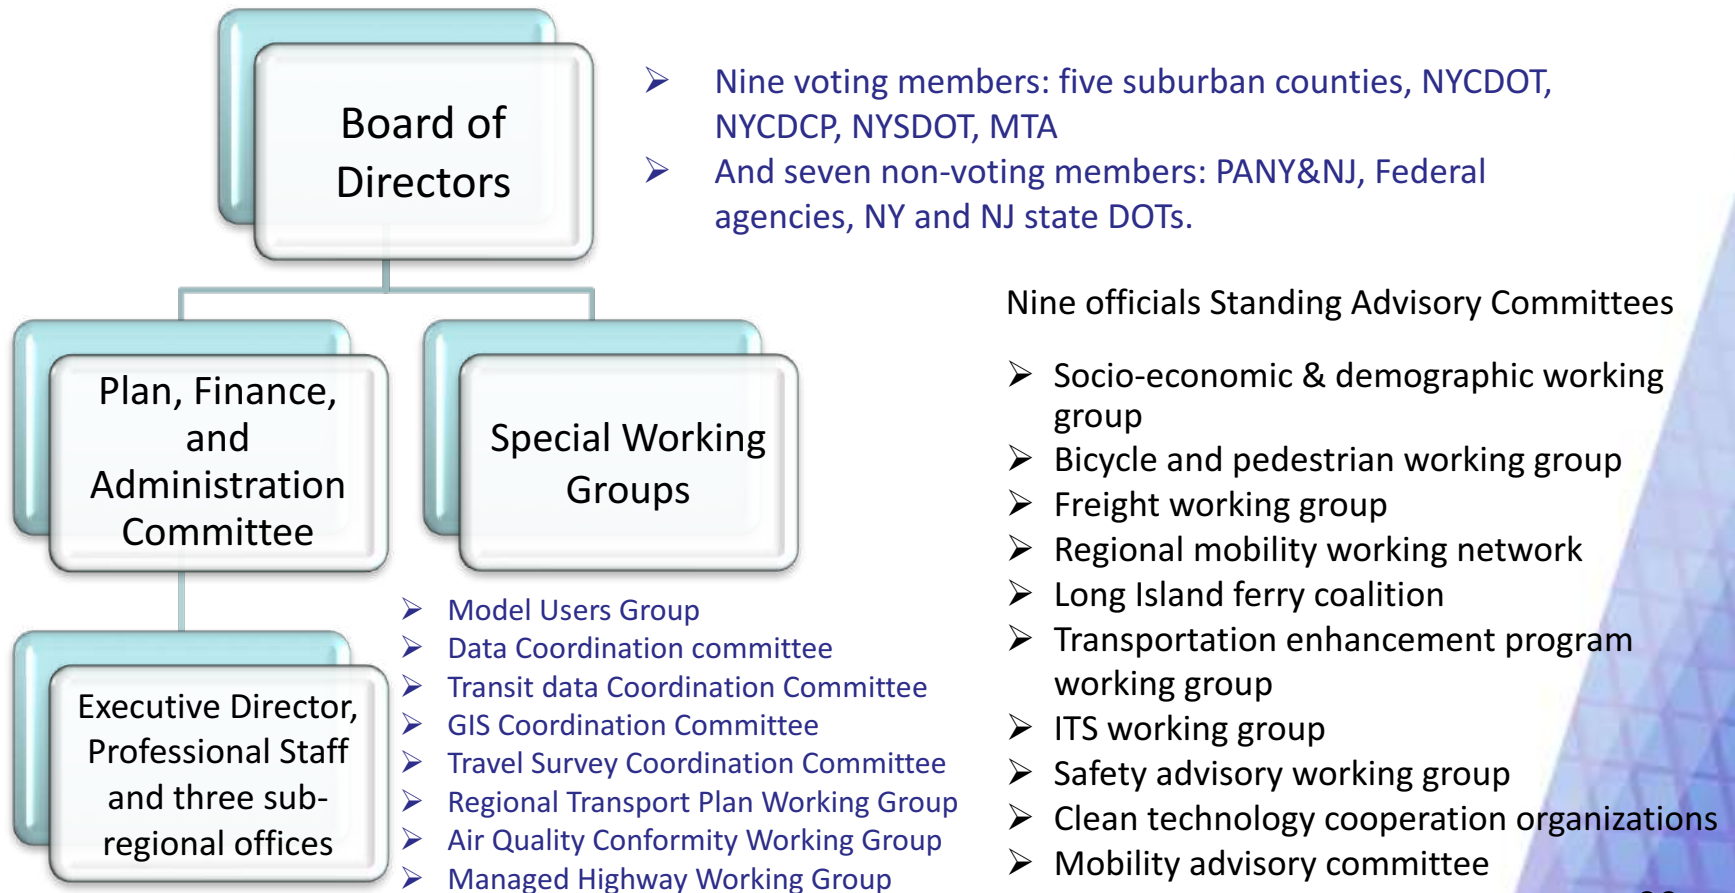 Board of
Directors
➢ Nine voting members: five suburban counties, NYCDOT,
NYCDCP, NYSDOT, MTA
➢ And seven non-voting members: PANY&NJ, Federal
agencies, NY and NJ state DOTs.
Plan, Finance,
and
Administration
Committee
Special Working
Groups
Executive Director,
Professional Staff
and three sub-
regional offices
➢ Model Users Group
➢ Data Coordination committee
➢ Transit data Coordination Committee
➢ GIS Coordination Committee
➢ Travel Survey Coordination Committee
➢ Regional Transport Plan Working Group
➢ Air Quality Conformity Working Group
➢ Managed Highway Working Group
Nine officials Standing Advisory Committees
➢ Socio-economic & demographic working
group
➢ Bicycle and pedestrian working group
➢ Freight working group
➢ Regional mobility working network
➢ Long Island ferry coalition
➢ Transportation enhancement program
working group
➢ ITS working group
➢ Safety advisory working group
➢ Clean technology cooperation organizations
➢ Mobility advisory committee